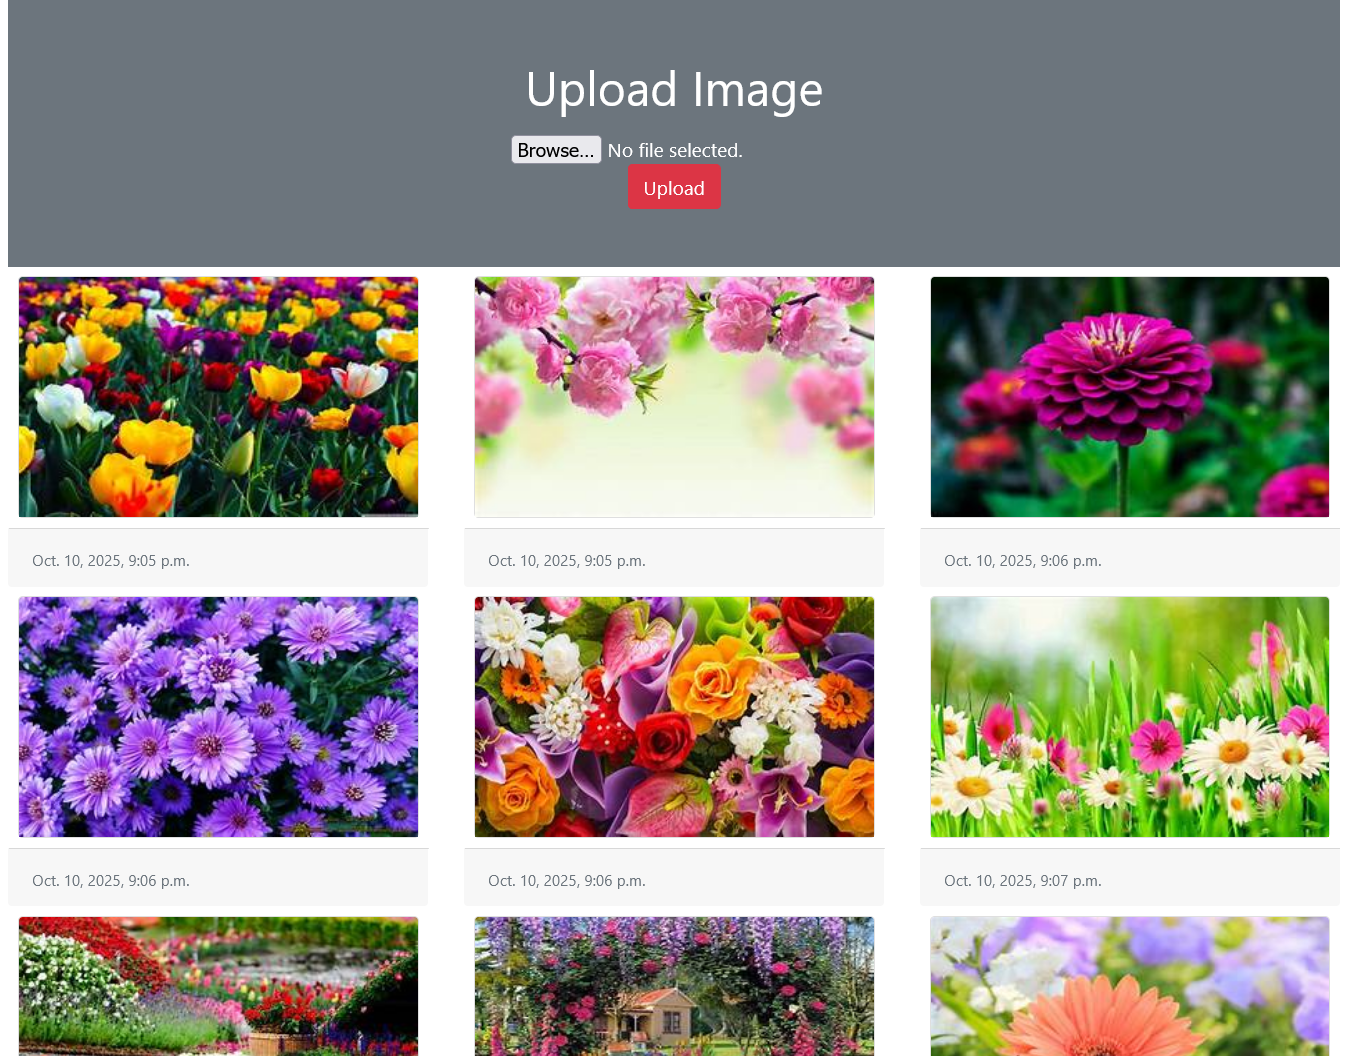 Upload Image
Browse... No file selected.
Upload
Oct. 10, 2025, 9:05 p.m.
Oct. 10, 2025, 9:05 p.m.
Oct. 10, 2025, 9:06 p.m.
Oct. 10, 2025, 9:06 p.m.
Oct. 10, 2025, 9:06 p.m.
Oct. 10, 2025, 9:07 p.m.